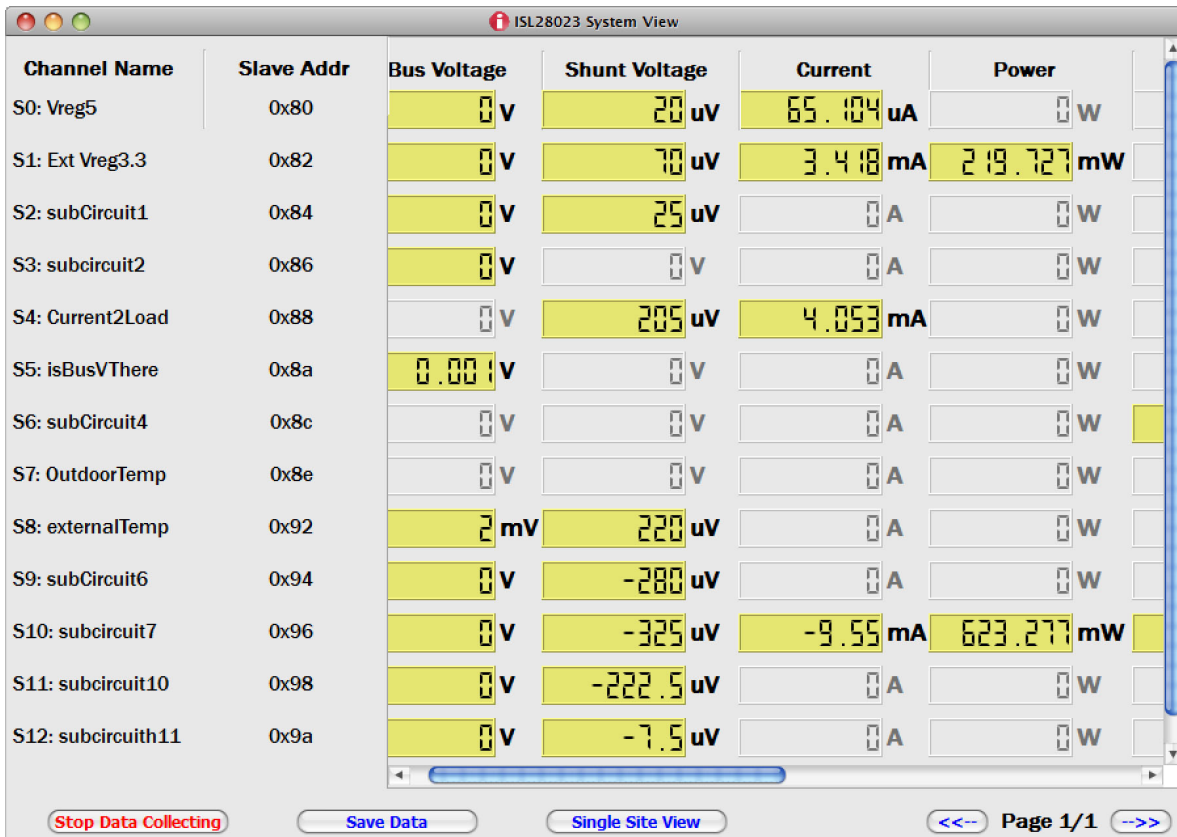 ISL28023 System View
Channel Name Slave Addr Bus Voltage Shunt Voltage Current Power
S0: Vreg5 0x80 0 V 20 uV 65.104 uA 0 W
S1: Ext Vreg3.3 0x82 0 V 70 uV 3.418 mA 219.727 mW
S2: subCircuit1 0x84 0 V 25 uV 0 A 0 W
S3: subcircuit2 0x86 0 V 0 V 0 A 0 W
S4: Current2Load 0x88 0 V 205 uV 4.053 mA 0 W
S5: isBusVThere 0x8a 0.001 V 0 V 0 A 0 W
S6: subCircuit4 0x8c 0 V 0 V 0 A 0 W
S7: OutdoorTemp 0x8e 0 V 0 V 0 A 0 W
S8: externalTemp 0x92 2 mV 220 uV 0 A 0 W
S9: subCircuit6 0x94 0 V -280 uV 0 A 0 W
S10: subcircuit7 0x96 0 V -325 uV -9.55 mA 623.277 mW
S11: subcircuit10 0x98 0 V -222.5 uV 0 A 0 W
S12: subcircuith11 0x9a 0 V -7.5 uV 0 A 0 W
Stop Data Collecting Save Data Single Site View <<-- Page 1/1 -->>